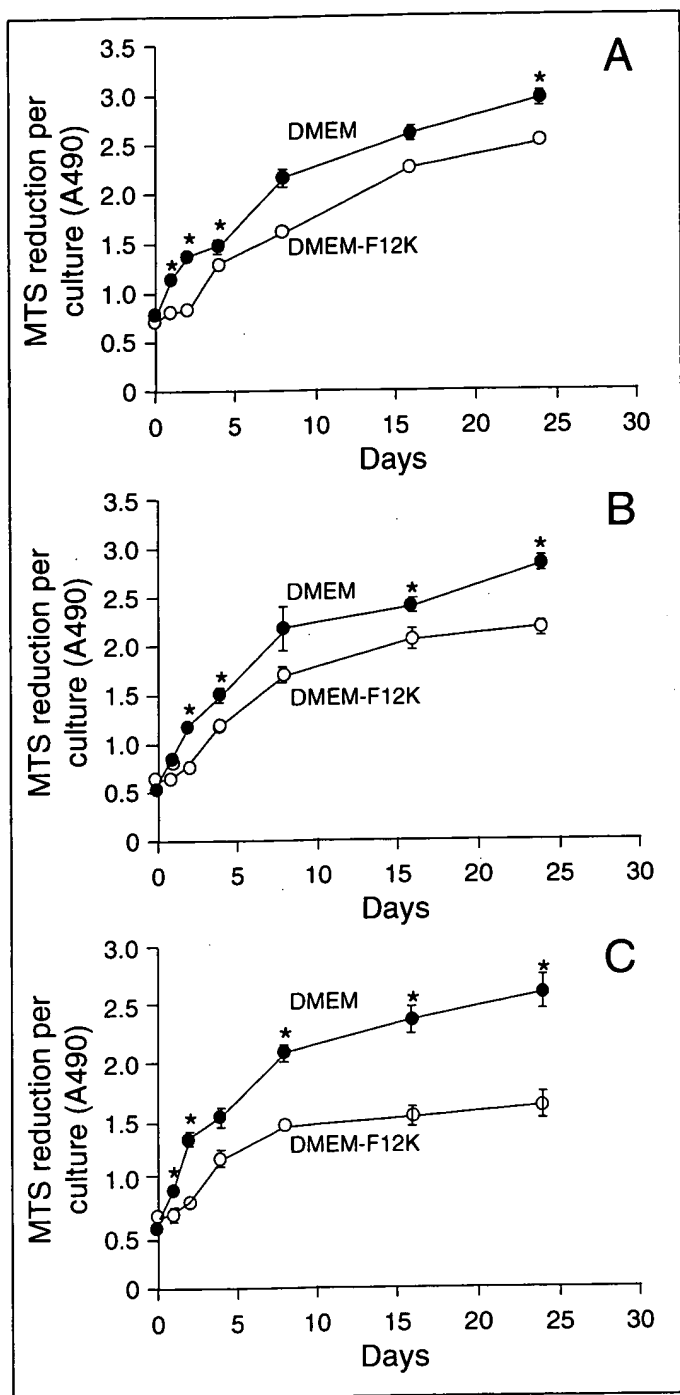 A
MTS reduction per
culture (A490)
3.5
3.0
2.5
2.0
1.5
1.0
0.5
0
*
*
*
*
DMEM
DMEM-F12K
0 5 10 15 20 25 30
Days
B
MTS reduction per
culture (A490)
3.5
3.0
2.5
2.0
1.5
1.0
0.5
0
*
*
*
*
DMEM
DMEM-F12K
0 5 10 15 20 25 30
Days
C
MTS reduction per
culture (A490)
3.0
2.5
2.0
1.5
1.0
0.5
0
*
*
*
*
*
DMEM
DMEM-F12K
0 5 10 15 20 25 30
Days